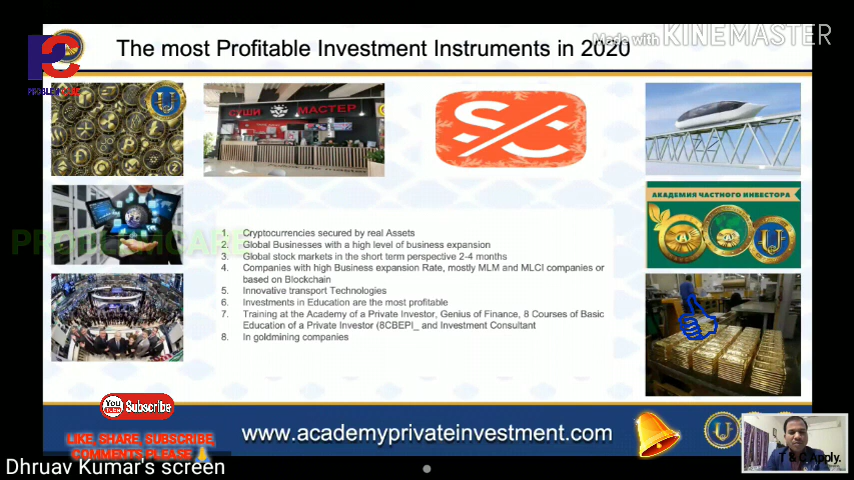 The most Profitable Investment Instruments in 2020
Made with KINEMASTER
PC
СУШИ МАСТЕР
АКАДЕМИЯ ЧАСТНОГО ИНВЕСТОРА
1. Cryptocurrencies secured by real Assets
2. Global Businesses with a high level of business expansion
3. Global stock markets in the short term perspective 2-4 months
4. Companies with high Business expansion Rate, mostly MLM and MLCI companies or
based on Blockchain
5. Innovative transport Technologies
6. Investments in Education are the most profitable
7. Training at the Academy of a Private Investor, Genius of Finance, 8 Courses of Basic
Education of a Private Investor (8CBEPI_ and Investment Consultant
8. In goldmining companies
You Subscribe
LIKE, SHARE, SUBSCRIBE,
COMMENTS PLEASE
www.academyprivateinvestment.com
T & C Apply.
Dhruav Kumar's screen